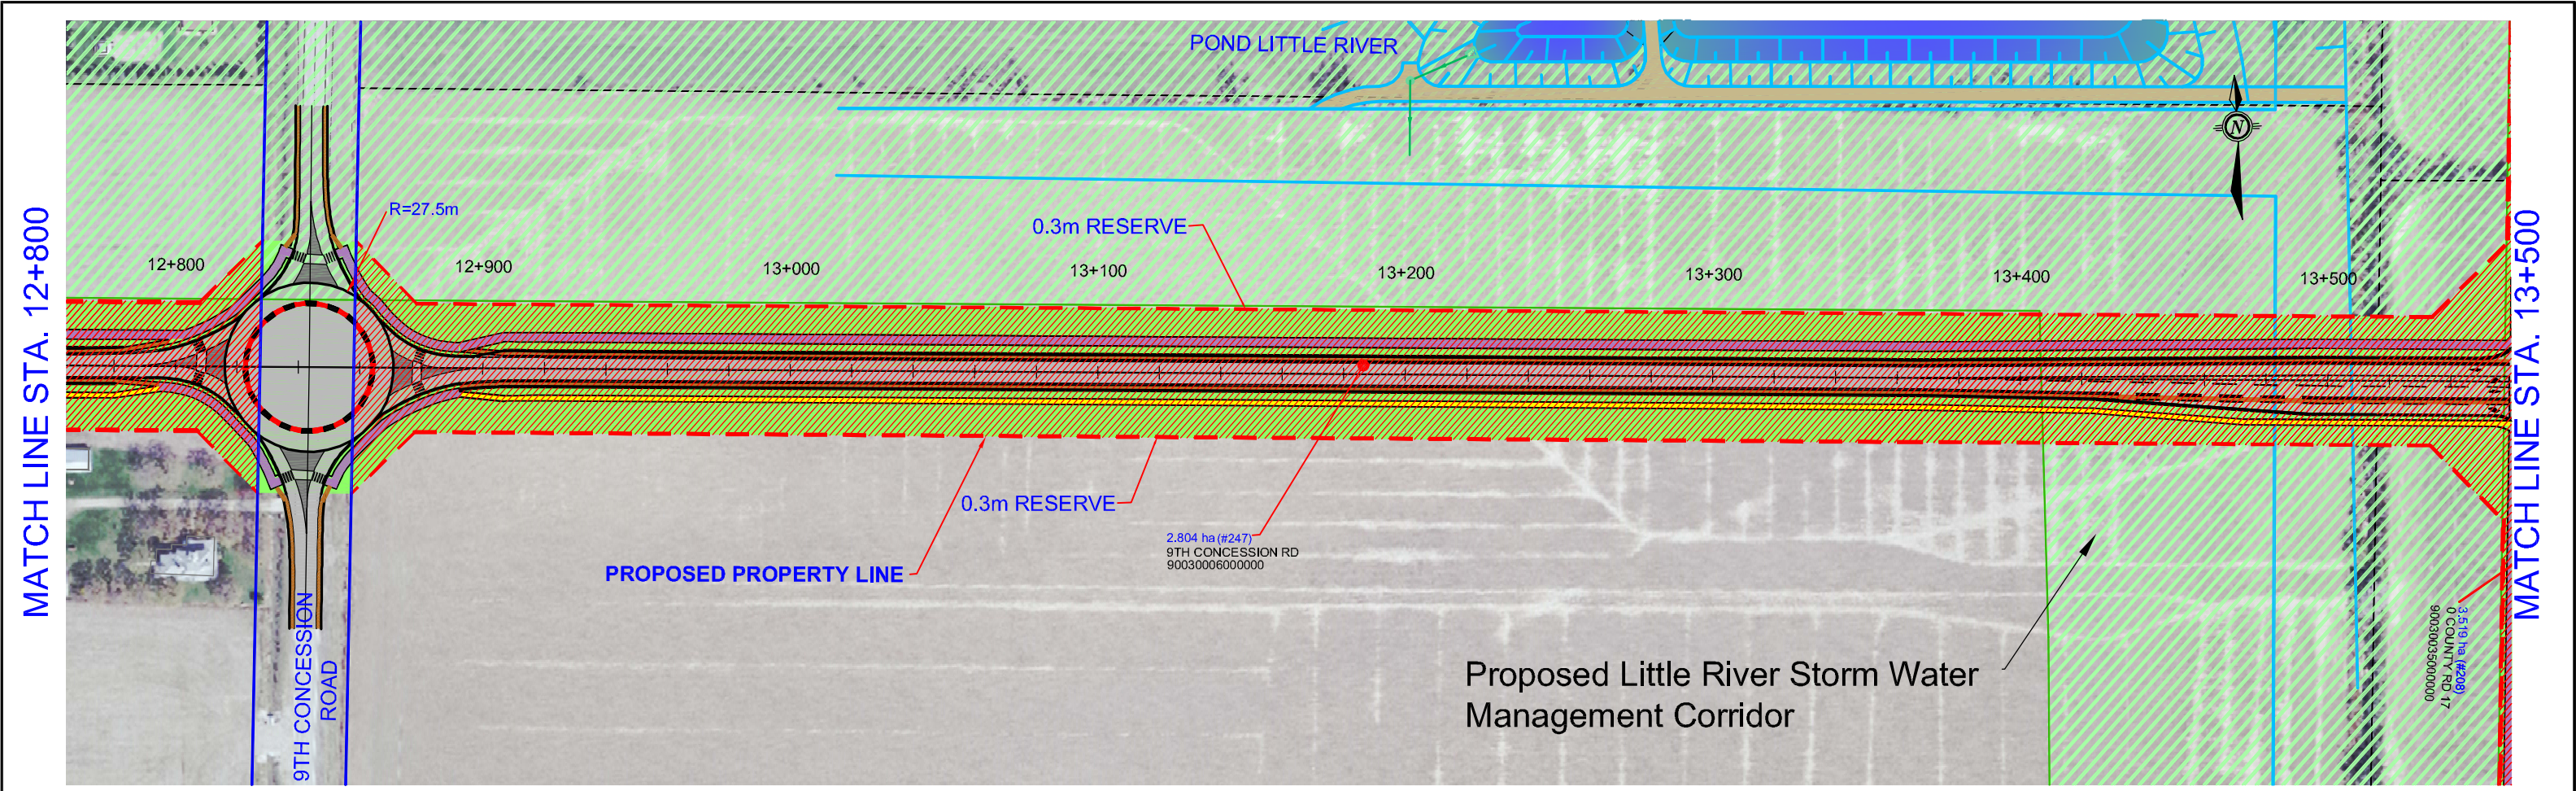 POND LITTLE RIVER
N
MATCH LINE STA. 12+800
R=27.5m
0.3m RESERVE
12+800
12+900
13+000
13+100
13+200
13+300
13+400
13+500
MATCH LINE STA. 13+500
0.3m RESERVE
2.804 ha (#247)
9TH CONCESSION RD
90030006000000
PROPOSED PROPERTY LINE
9TH CONCESSION
ROAD
Proposed Little River Storm Water
Management Corridor
3.519 ha (#208)
0 COUNTY RD 17
90030003500000